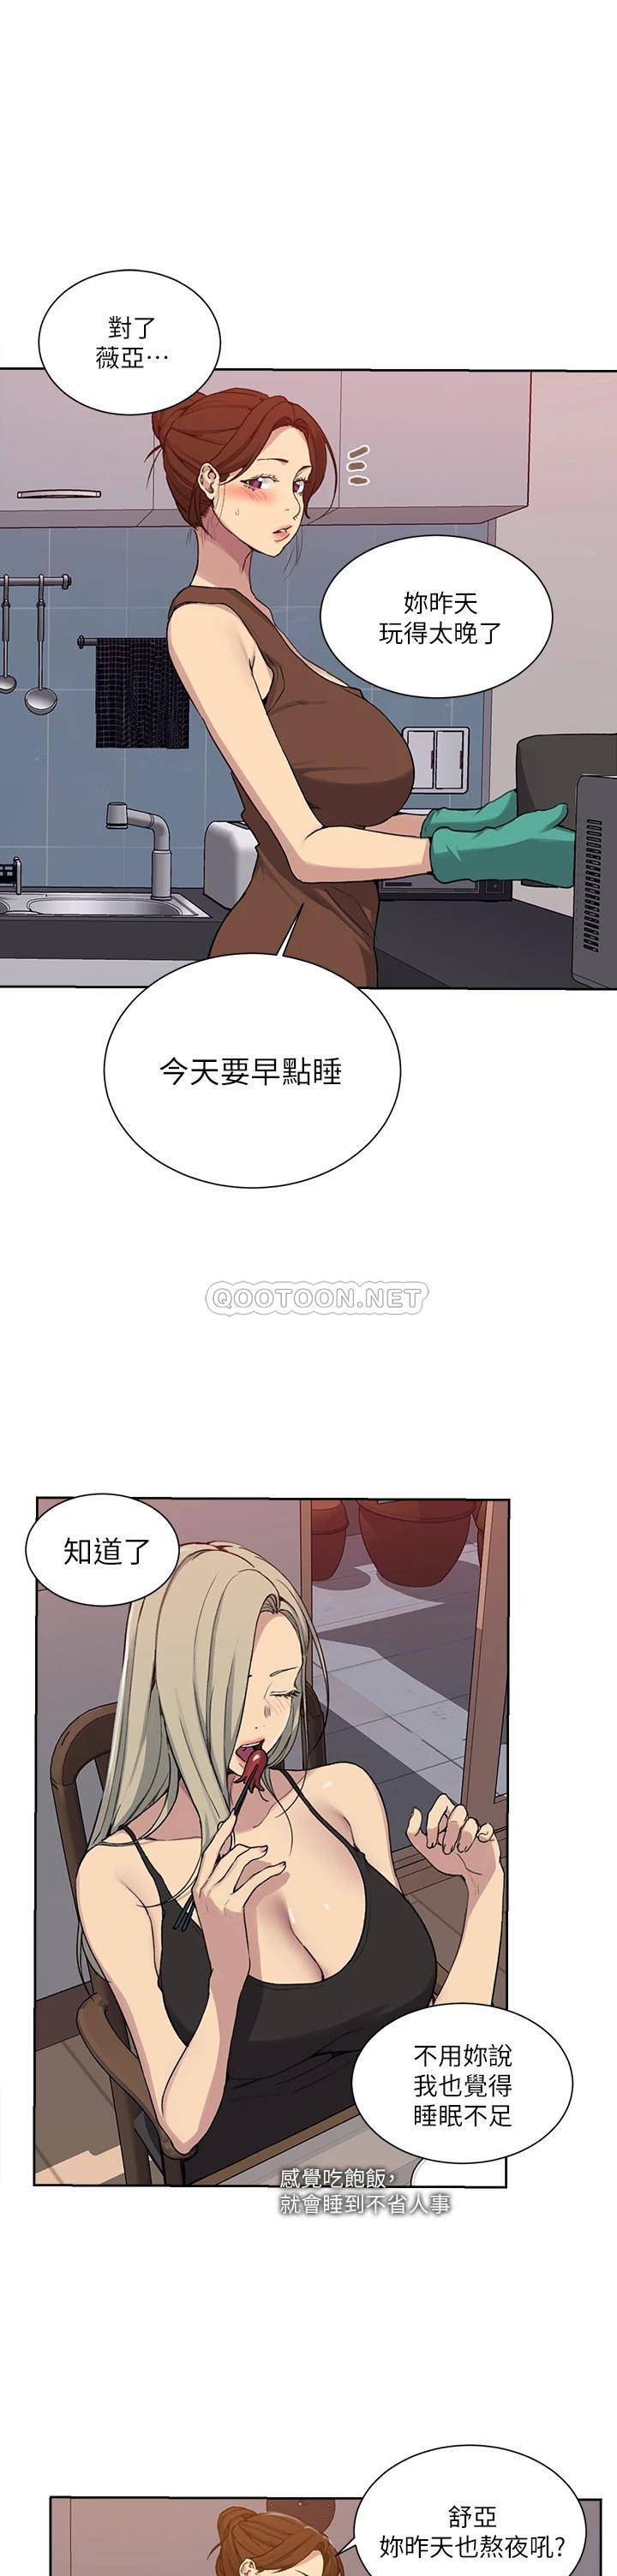 對了
薇亞…
妳昨天
玩得太晚了
今天要早點睡
QOOTOON.NET
知道了
不用妳說
我也覺得
睡眠不足
感覺吃飽飯,
就會睡到不省人事
舒亞
妳昨天也熬夜吼?